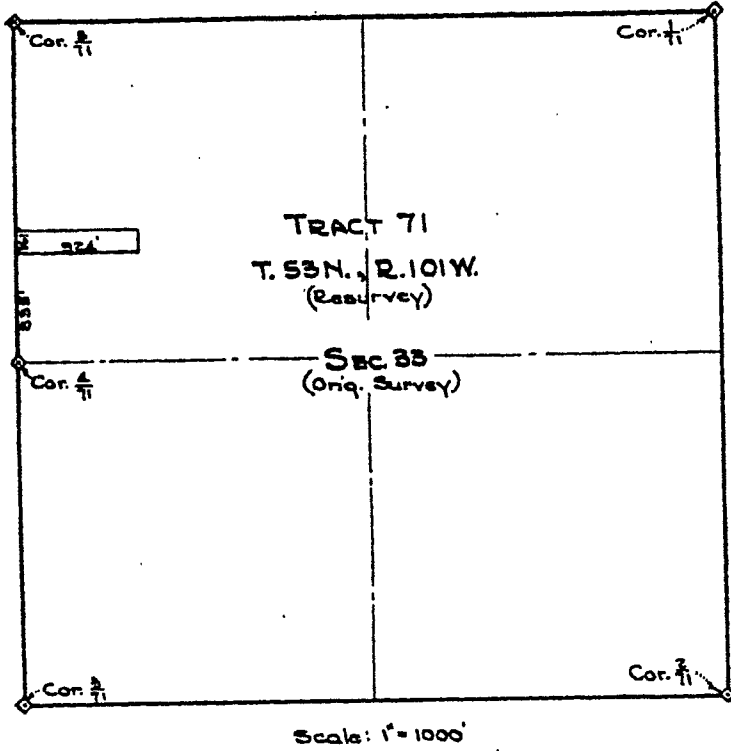 Cor. 5/71
Cor. 1/71
TRACT 71
T. 53 N., R. 101 W.
(Resurvey)
924'
SEC. 33
(Orig. Survey)
Cor. 4/71
Cor. 3/71
Cor. 2/71
Scale: 1" = 1000'